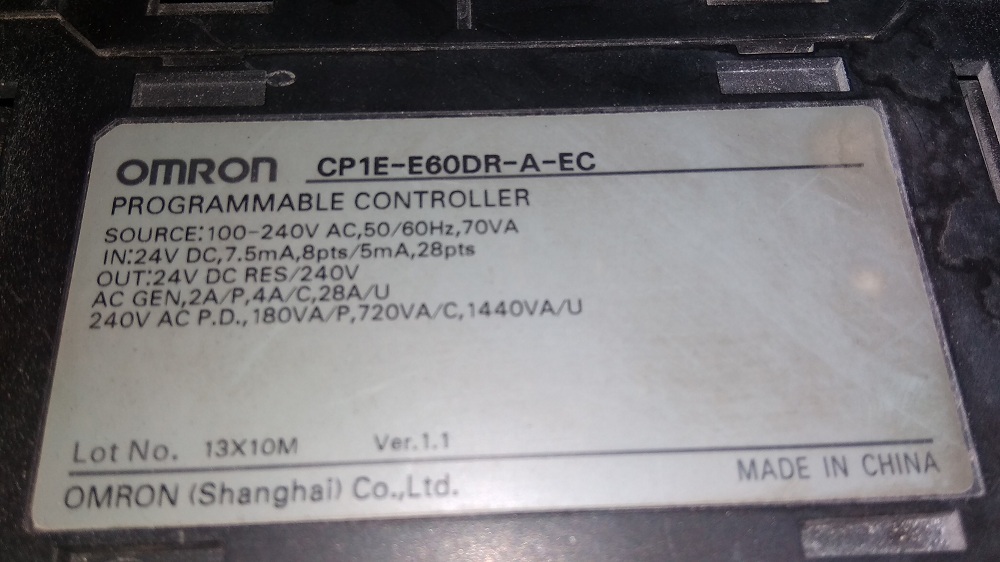 OMRON CP1E-E60DR-A-EC
PROGRAMMABLE CONTROLLER
SOURCE:100-240V AC,50/60Hz,70VA
IN:24V DC,7.5mA,8pts/5mA,28pts
OUT:24V DC RES/240V
AC GEN,2A/P,4A/C,28A/U
240V AC P.D.,180VA/P,720VA/C,1440VA/U
Lot No. 13X10M Ver.1.1
OMRON (Shanghai) Co.,Ltd. MADE IN CHINA